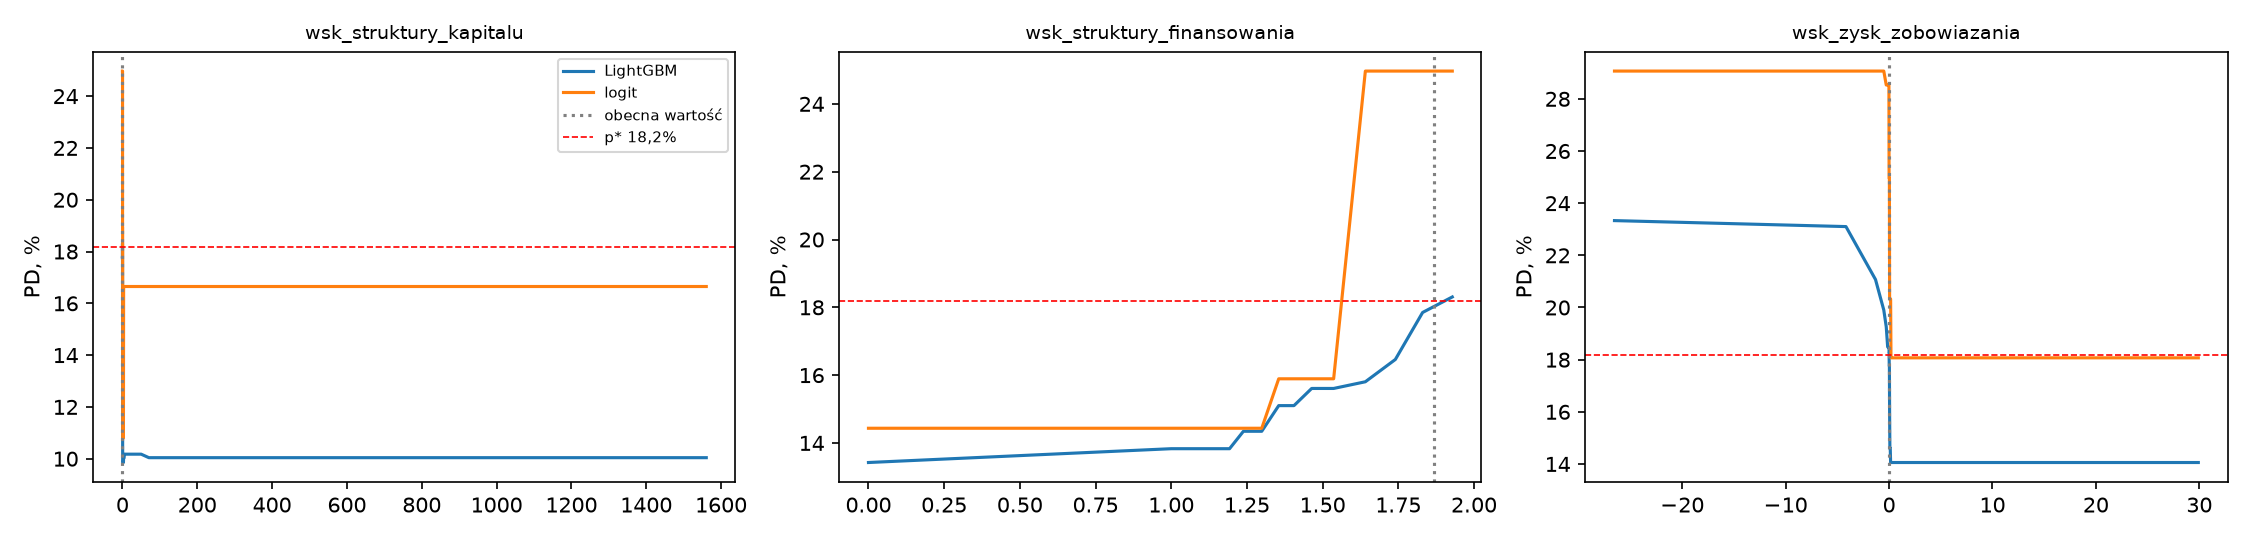 wsk_struktury_kapitalu
PD, %
24
22
20
18
16
14
12
10
0 200 400 600 800 1000 1200 1400 1600
LightGBM
logit
obecna wartość
p* 18,2%
wsk_struktury_finansowania
PD, %
24
22
20
18
16
14
0.00 0.25 0.50 0.75 1.00 1.25 1.50 1.75 2.00
wsk_zysk_zobowiazania
PD, %
28
26
24
22
20
18
16
14
−20 −10 0 10 20 30